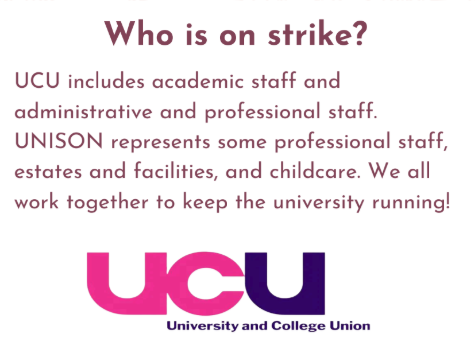 Who is on strike?
UCU includes academic staff and
administrative and professional staff.
UNISON represents some professional staff,
estates and facilities, and childcare. We all
work together to keep the university running!
UCU
University and College Union